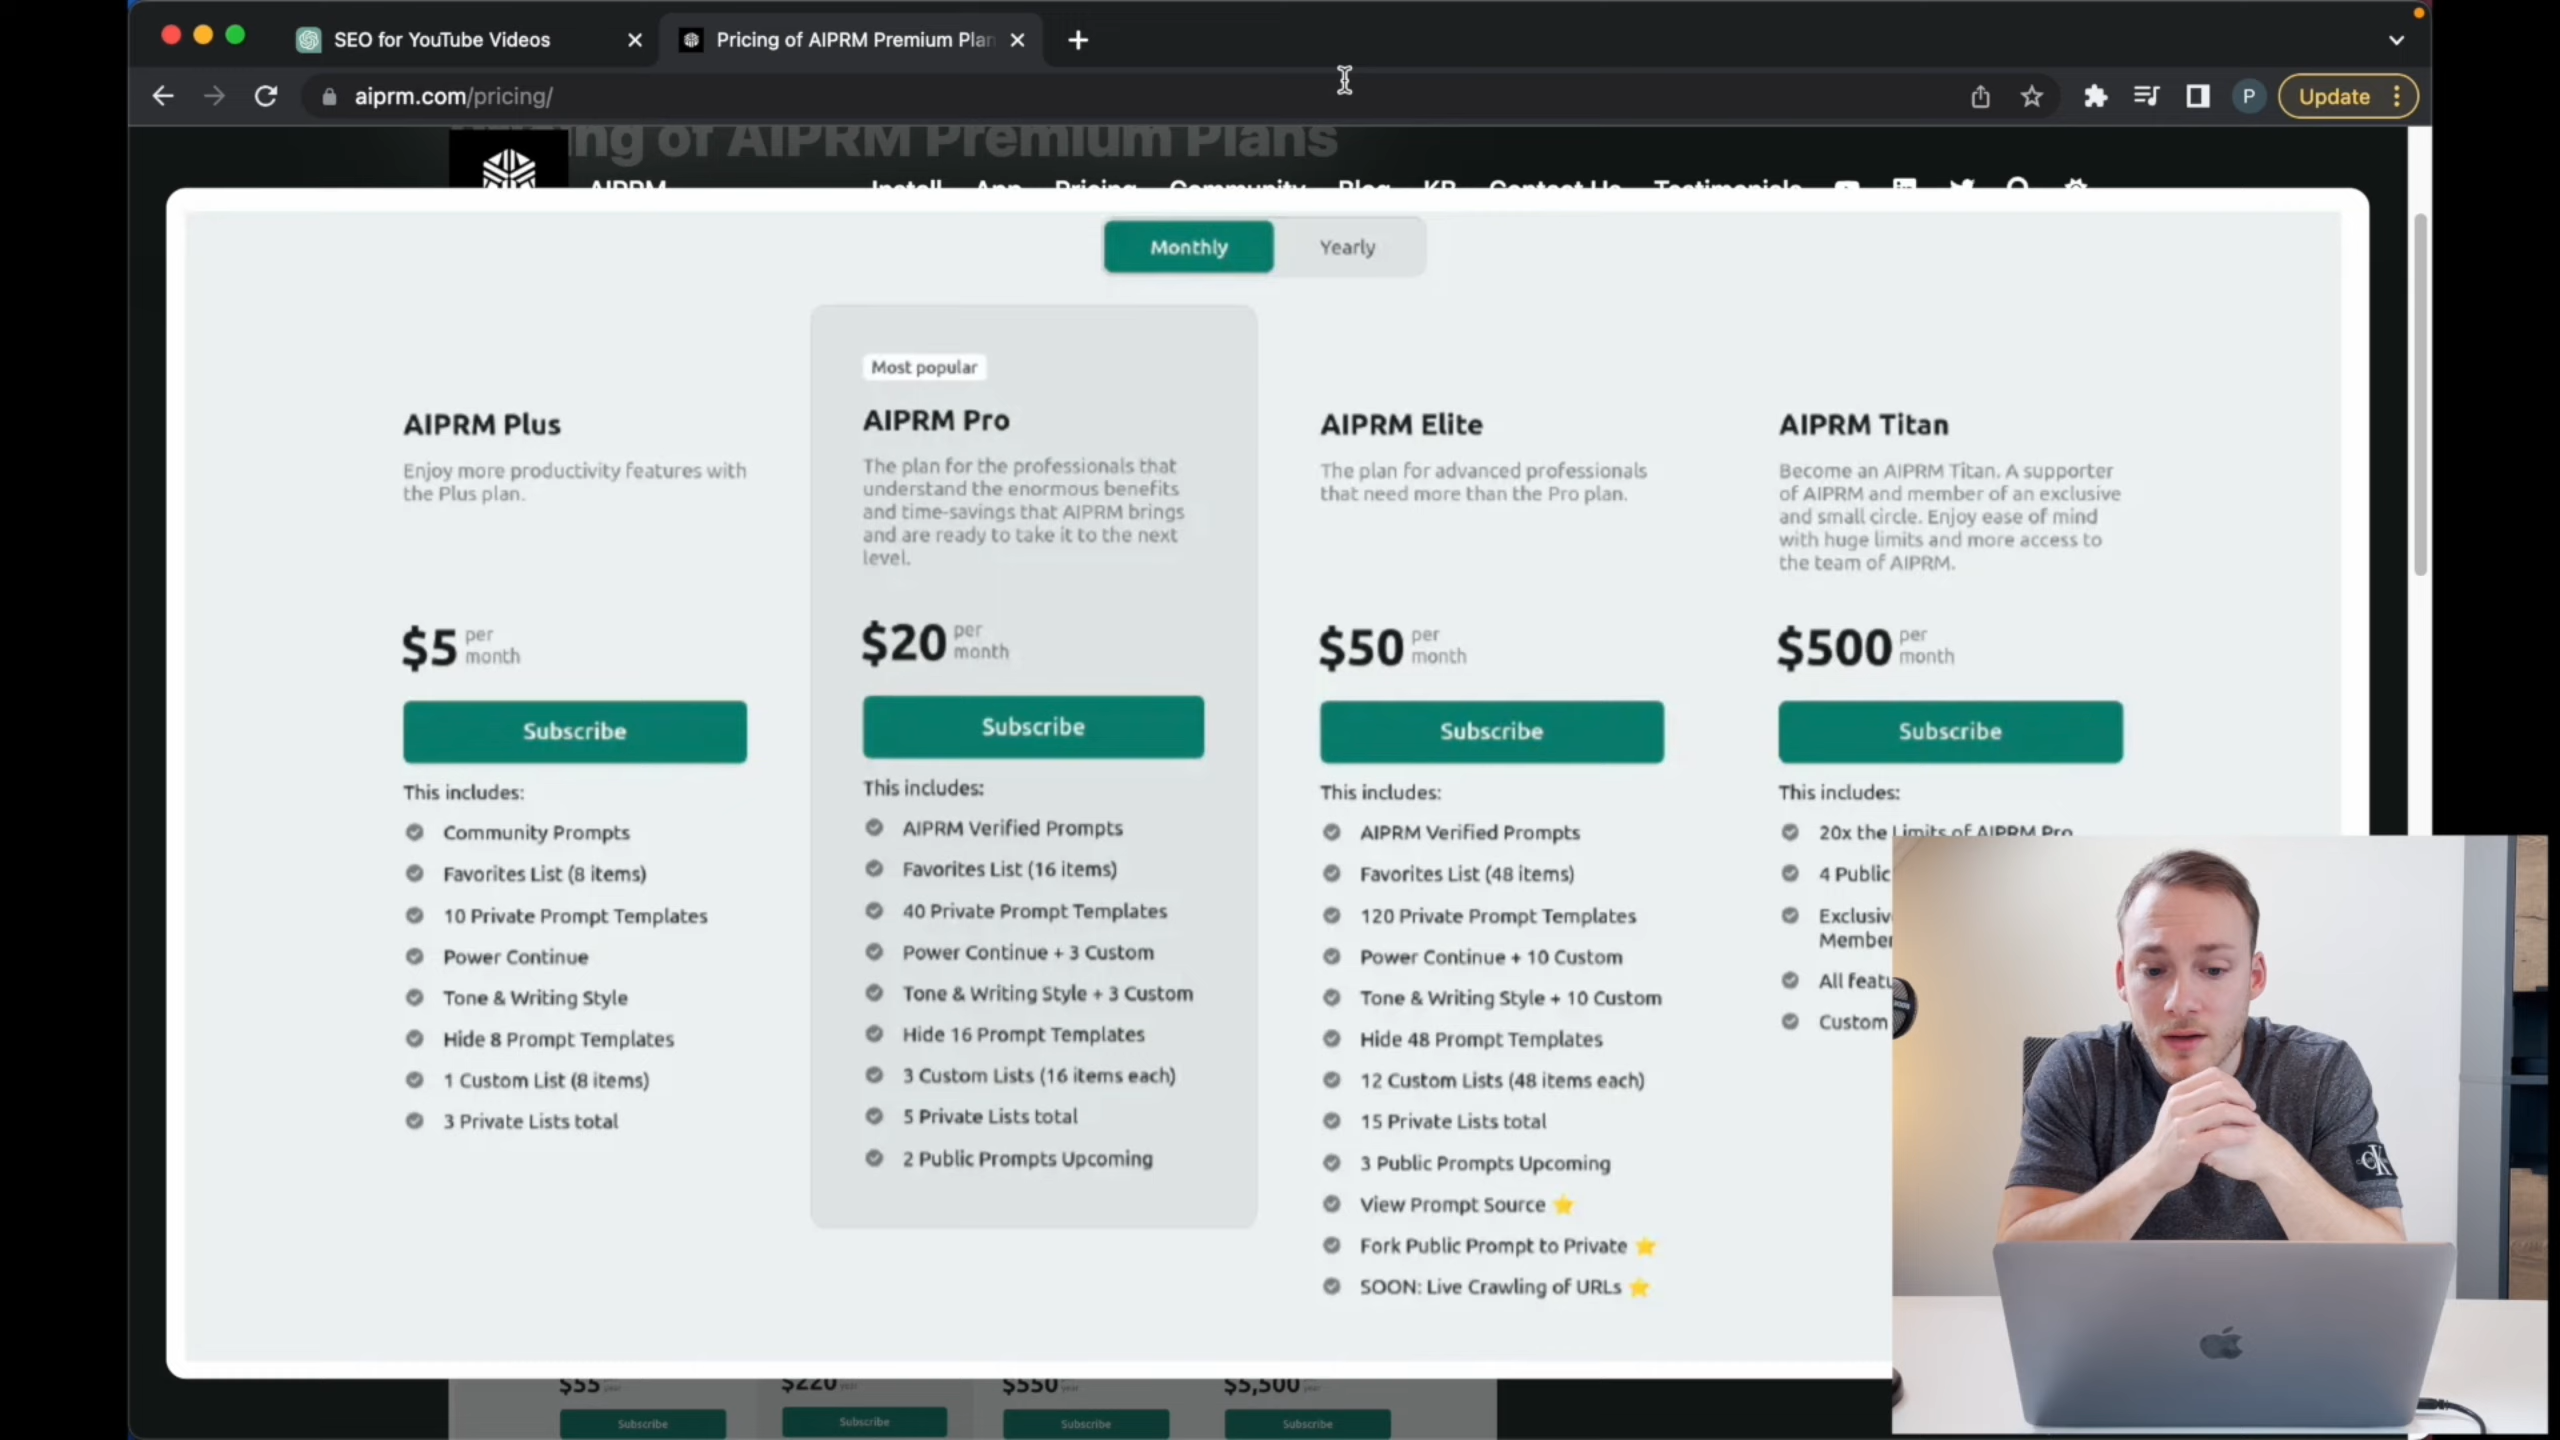 SEO for YouTube Videos
Pricing of AIPRM Premium Plan
aiprm.com/pricing/
P
Update
ing of AIPRM Premium Plans
AIPRM
Install App Pricing Community Blog KB Contact Us Testimonials
Monthly
Yearly
AIPRM Plus
Enjoy more productivity features with
the Plus plan.
$5 per
month
Subscribe
This includes:
Community Prompts
Favorites List (8 items)
10 Private Prompt Templates
Power Continue
Tone & Writing Style
Hide 8 Prompt Templates
1 Custom List (8 items)
3 Private Lists total
Most popular
AIPRM Pro
The plan for the professionals that
understand the enormous benefits
and time-savings that AIPRM brings
and are ready to take it to the next
level.
$20 per
month
Subscribe
This includes:
AIPRM Verified Prompts
Favorites List (16 items)
40 Private Prompt Templates
Power Continue + 3 Custom
Tone & Writing Style + 3 Custom
Hide 16 Prompt Templates
3 Custom Lists (16 items each)
5 Private Lists total
2 Public Prompts Upcoming
AIPRM Elite
The plan for advanced professionals
that need more than the Pro plan.
$50 per
month
Subscribe
This includes:
AIPRM Verified Prompts
Favorites List (48 items)
120 Private Prompt Templates
Power Continue + 10 Custom
Tone & Writing Style + 10 Custom
Hide 48 Prompt Templates
12 Custom Lists (48 items each)
15 Private Lists total
3 Public Prompts Upcoming
View Prompt Source
Fork Public Prompt to Private
SOON: Live Crawling of URLs
AIPRM Titan
Become an AIPRM Titan. A supporter
of AIPRM and member of an exclusive
and small circle. Enjoy ease of mind
with huge limits and more access to
the team of AIPRM.
$500 per
month
Subscribe
This includes:
20x the Limits of AIPRM Pro
4 Public
Exclusiv
Member
All featu
Custom
CK
$55 year
$220 year
$550 year
$5,500 year
Subscribe
Subscribe
Subscribe
Subscribe